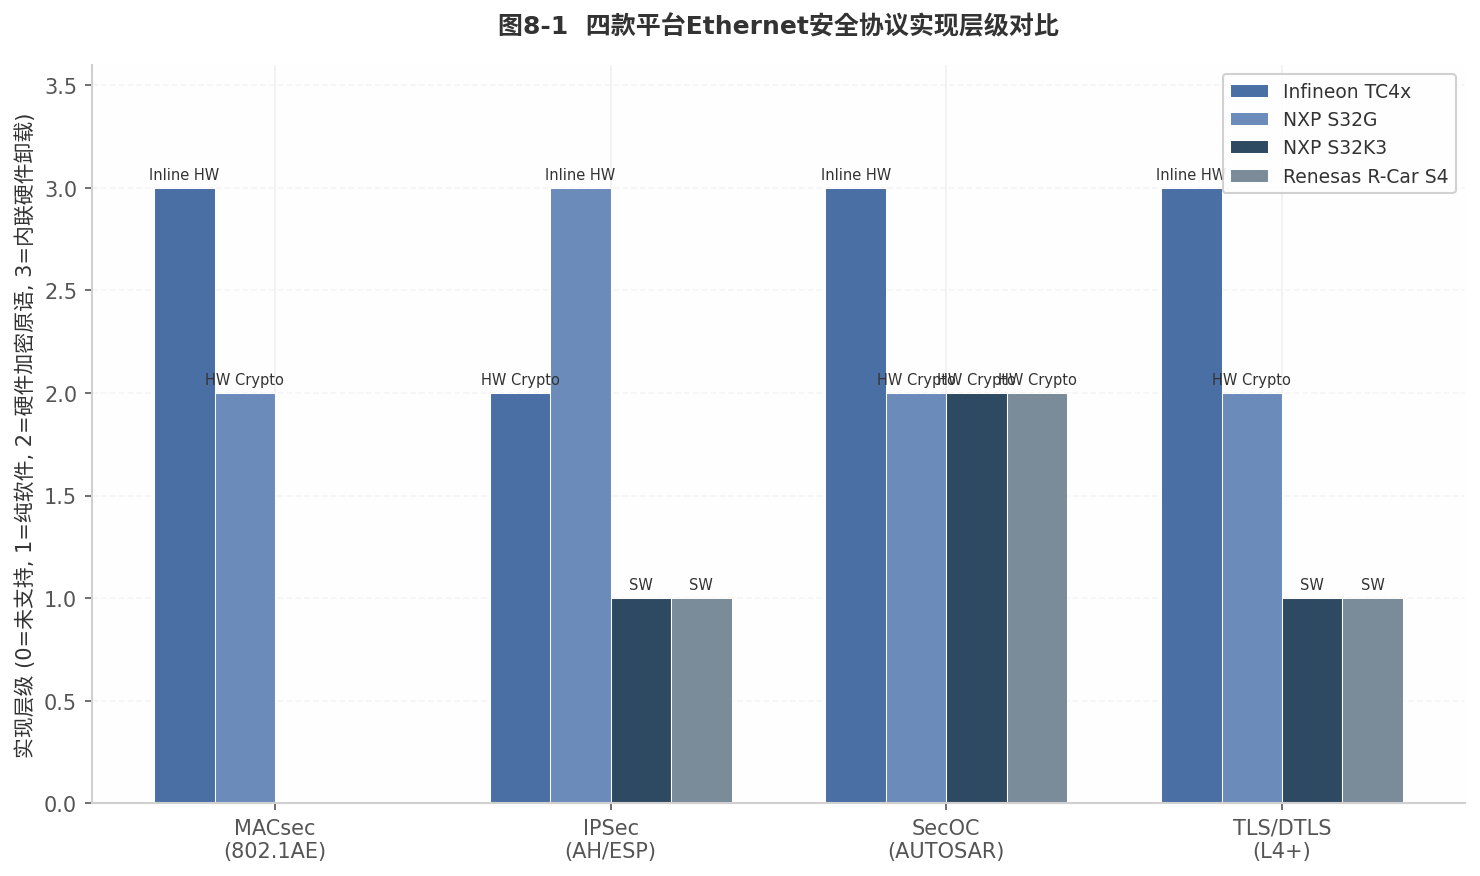 图8-1 四款平台Ethernet安全协议实现层级对比
实现层级 (0=未支持, 1=纯软件, 2=硬件加密原语, 3=内联硬件卸载)
3.5
3.0
2.5
2.0
1.5
1.0
0.5
0.0
Infineon TC4x
NXP S32G
NXP S32K3
Renesas R-Car S4
Inline HW
HW Crypto
HW Crypto
Inline HW
SW
SW
Inline HW
HW Crypto
HW Crypto
HW Crypto
Inline HW
HW Crypto
SW
SW
MACsec
(802.1AE)
IPSec
(AH/ESP)
SecOC
(AUTOSAR)
TLS/DTLS
(L4+)